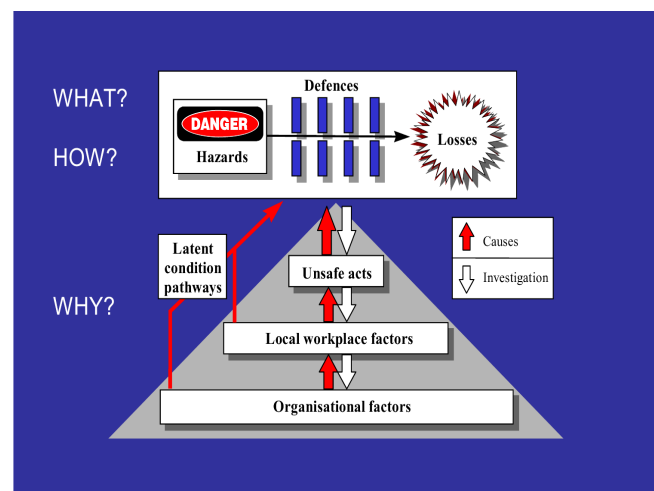 WHAT?
HOW?
WHY?
Defences
DANGER
Hazards
Losses
Latent
condition
pathways
Unsafe acts
Local workplace factors
Organisational factors
Causes
Investigation